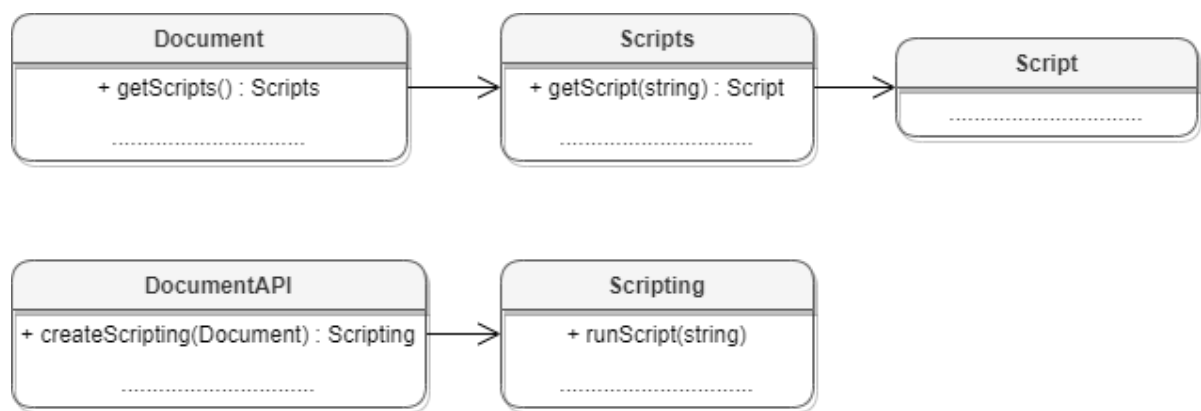 Document
+ getScripts() : Scripts
................................
Scripts
+ getScript(string) : Script
................................
Script
................................
DocumentAPI
+ createScripting(Document) : Scripting
................................
Scripting
+ runScript(string)
................................